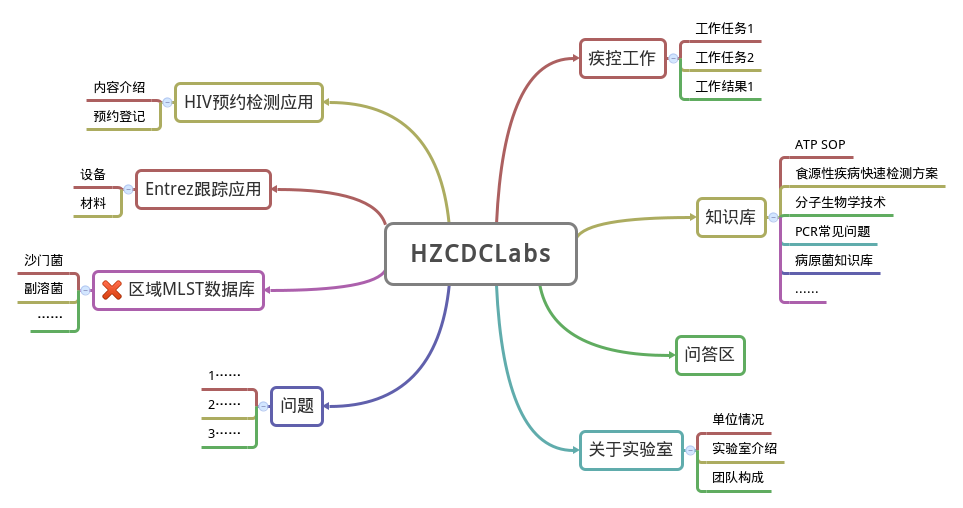 HZCDCLabs
疾控工作
工作任务1
工作任务2
工作结果1
知识库
ATP SOP
食源性疾病快速检测方案
分子生物学技术
PCR常见问题
病原菌知识库
……
问答区
关于实验室
单位情况
实验室介绍
团队构成
HIV预约检测应用
内容介绍
预约登记
Entrez跟踪应用
设备
材料
区域MLST数据库
沙门菌
副溶菌
……
问题
1……
2……
3……